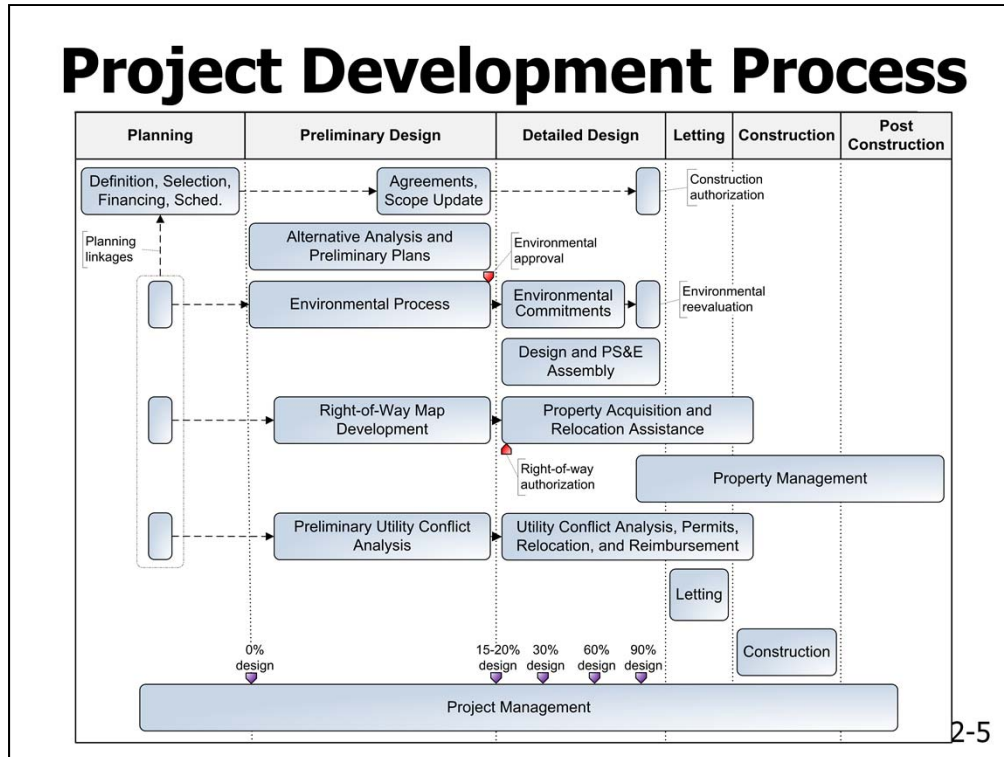 Project Development Process
Planning
Preliminary Design
Detailed Design
Letting
Construction
Post
Construction
Definition, Selection,
Financing, Sched.
Agreements,
Scope Update
Construction
authorization
Planning
linkages
Alternative Analysis and
Preliminary Plans
Environmental
approval
Environmental Process
Environmental
Commitments
Environmental
reevaluation
Design and PS&E
Assembly
Right-of-Way Map
Development
Property Acquisition and
Relocation Assistance
Right-of-way
authorization
Property Management
Preliminary Utility Conflict
Analysis
Utility Conflict Analysis, Permits,
Relocation, and Reimbursement
Letting
Construction
0%
design
15-20%
design
30%
design
60%
design
90%
design
Project Management
2-5